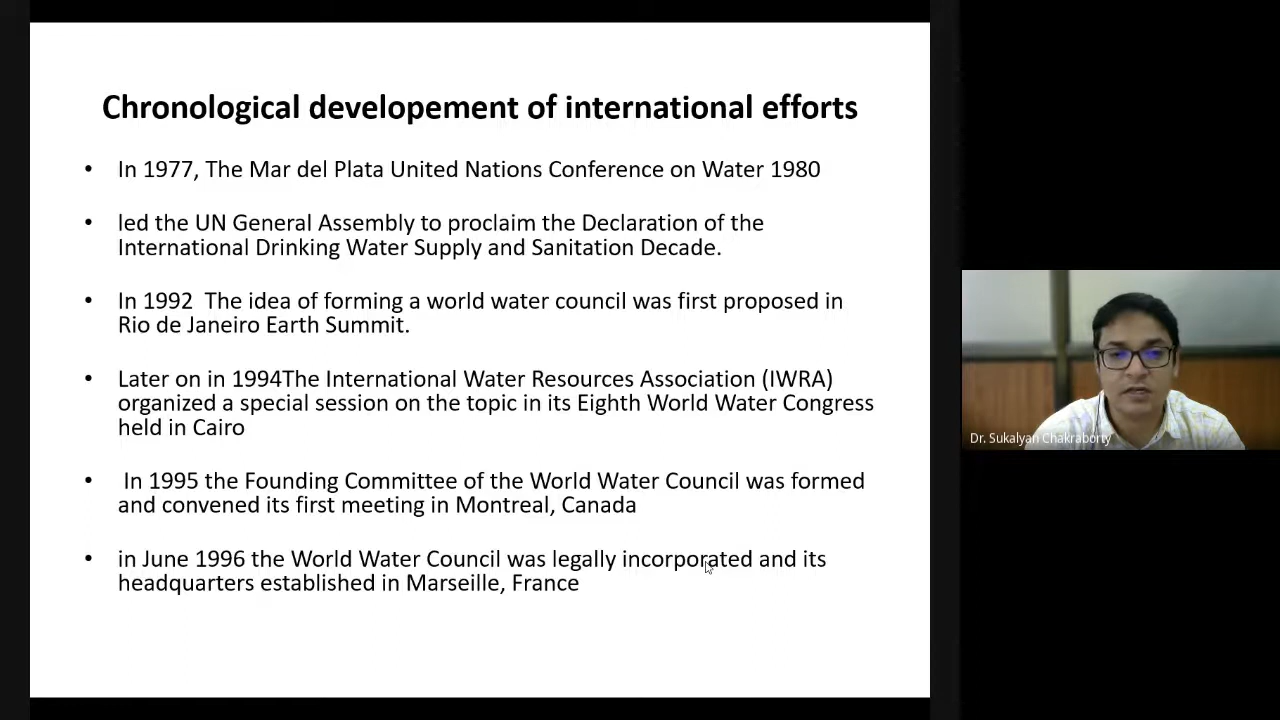 Chronological developement of international efforts
• In 1977, The Mar del Plata United Nations Conference on Water 1980
• led the UN General Assembly to proclaim the Declaration of the
International Drinking Water Supply and Sanitation Decade.
• In 1992  The idea of forming a world water council was first proposed in
Rio de Janeiro Earth Summit.
• Later on in 1994The International Water Resources Association (IWRA)
organized a special session on the topic in its Eighth World Water Congress
held in Cairo
• In 1995 the Founding Committee of the World Water Council was formed
and convened its first meeting in Montreal, Canada
• in June 1996 the World Water Council was legally incorporated and its
headquarters established in Marseille, France
Dr. Sukalyan Chakraborty